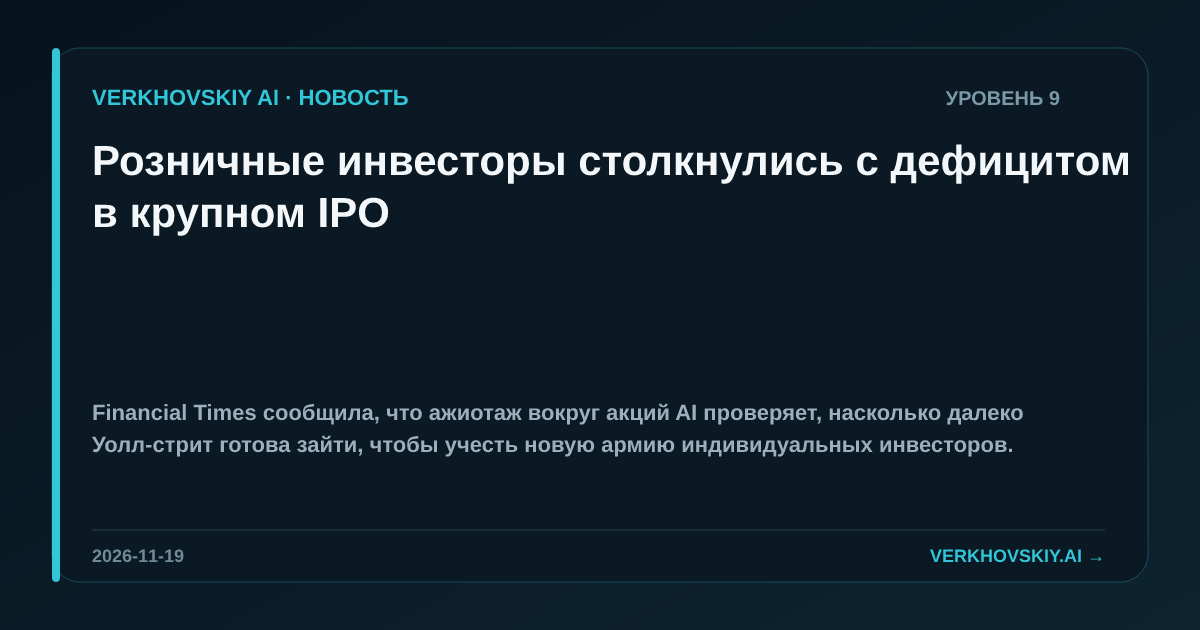 VERKHOVSKIY AI · НОВОСТЬ
УРОВЕНЬ 9
Розничные инвесторы столкнулись с дефицитом
в крупном IPO
Financial Times сообщила, что ажиотаж вокруг акций AI проверяет, насколько далеко
Уолл-стрит готова зайти, чтобы учесть новую армию индивидуальных инвесторов.
2026-11-19
VERKHOVSKIY.AI →